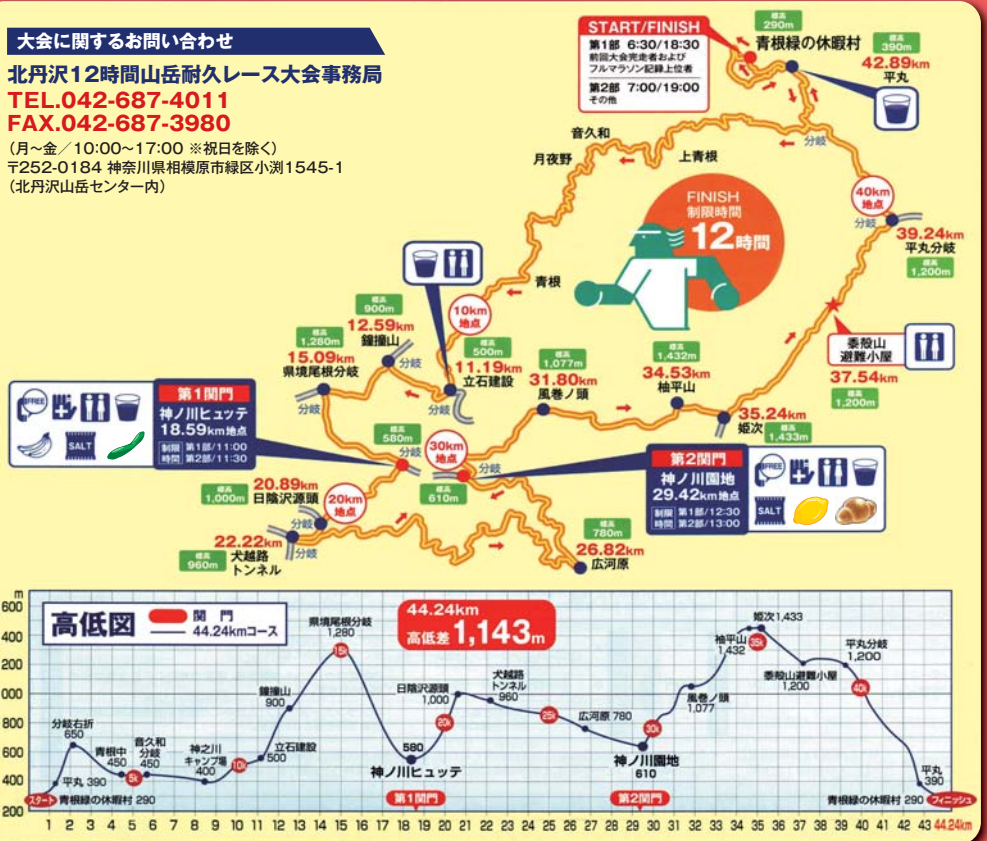 大会に関するお問い合わせ
北丹沢12時間山岳耐久レース大会事務局
TEL.042-687-4011
FAX.042-687-3980
(月~金/10:00~17:00 ※祝日を除く)
〒252-0184 神奈川県相模原市緑区小渕1545-1
(北丹沢山岳センター内)
START/FINISH
第1部 6:30/18:30
前回大会完走者および
フルマラソン記録上位者
第2部 7:00/19:00
その他
標高
290m
青根緑の休暇村
標高
390m
42.89km
平丸
分岐
音久和
月夜野
上青根
40km
地点
分岐
39.24km
平丸分岐
標高
1,200m
FINISH
制限時間
12時間
青根
10km
地点
標高
900m
12.59km
鐘撞山
分岐
標高
1,280m
15.09km
県境尾根分岐
分岐
標高
500m
11.19km
立石建設
分岐
標高
1,077m
31.80km
風巻ノ頭
標高
1,432m
34.53km
袖平山
35.24km
姫次
標高
1,433m
黍殻山
避難小屋
37.54km
標高
1,200m
FREE
SALT
第1関門
神ノ川ヒュッテ
18.59km地点
制限時間
第1部/11:00
第2部/11:30
標高
580m
分岐
30km
地点
分岐
標高
610m
第2関門
神ノ川園地
29.42km地点
制限時間
第1部/12:30
第2部/13:00
FREE
SALT
標高
1,000m
20.89km
日陰沢源頭
分岐
20km
地点
22.22km
犬越路
トンネル
分岐
標高
960m
標高
780m
26.82km
広河原
高低図
関門
44.24kmコース
44.24km
高低差1,143m
m
600
400
200
000
800
600
400
200
スタート
青根緑の休暇村 290
平丸 390
分岐右折
650
青根中
450
5k
音久和
分岐
450
神之川
キャンプ場
400
10k
立石建設
500
鐘撞山
900
県境尾根分岐
1,280
15k
580
神ノ川ヒュッテ
第1関門
日陰沢源頭
1,000
20k
犬越路
トンネル
960
25k
広河原 780
神ノ川園地
610
第2関門
30k
風巻ノ頭
1,077
袖平山
1,432
35k
姫次1,433
黍殻山避難小屋
1,200
平丸分岐
1,200
40k
平丸
390
青根緑の休暇村 290
フィニッシュ
1 2 3 4 5 6 7 8 9 10 11 12 13 14 15 16 17 18 19 20 21 22 23 24 25 26 27 28 29 30 31 32 33 34 35 36 37 38 39 40 41 42 43 44.24km